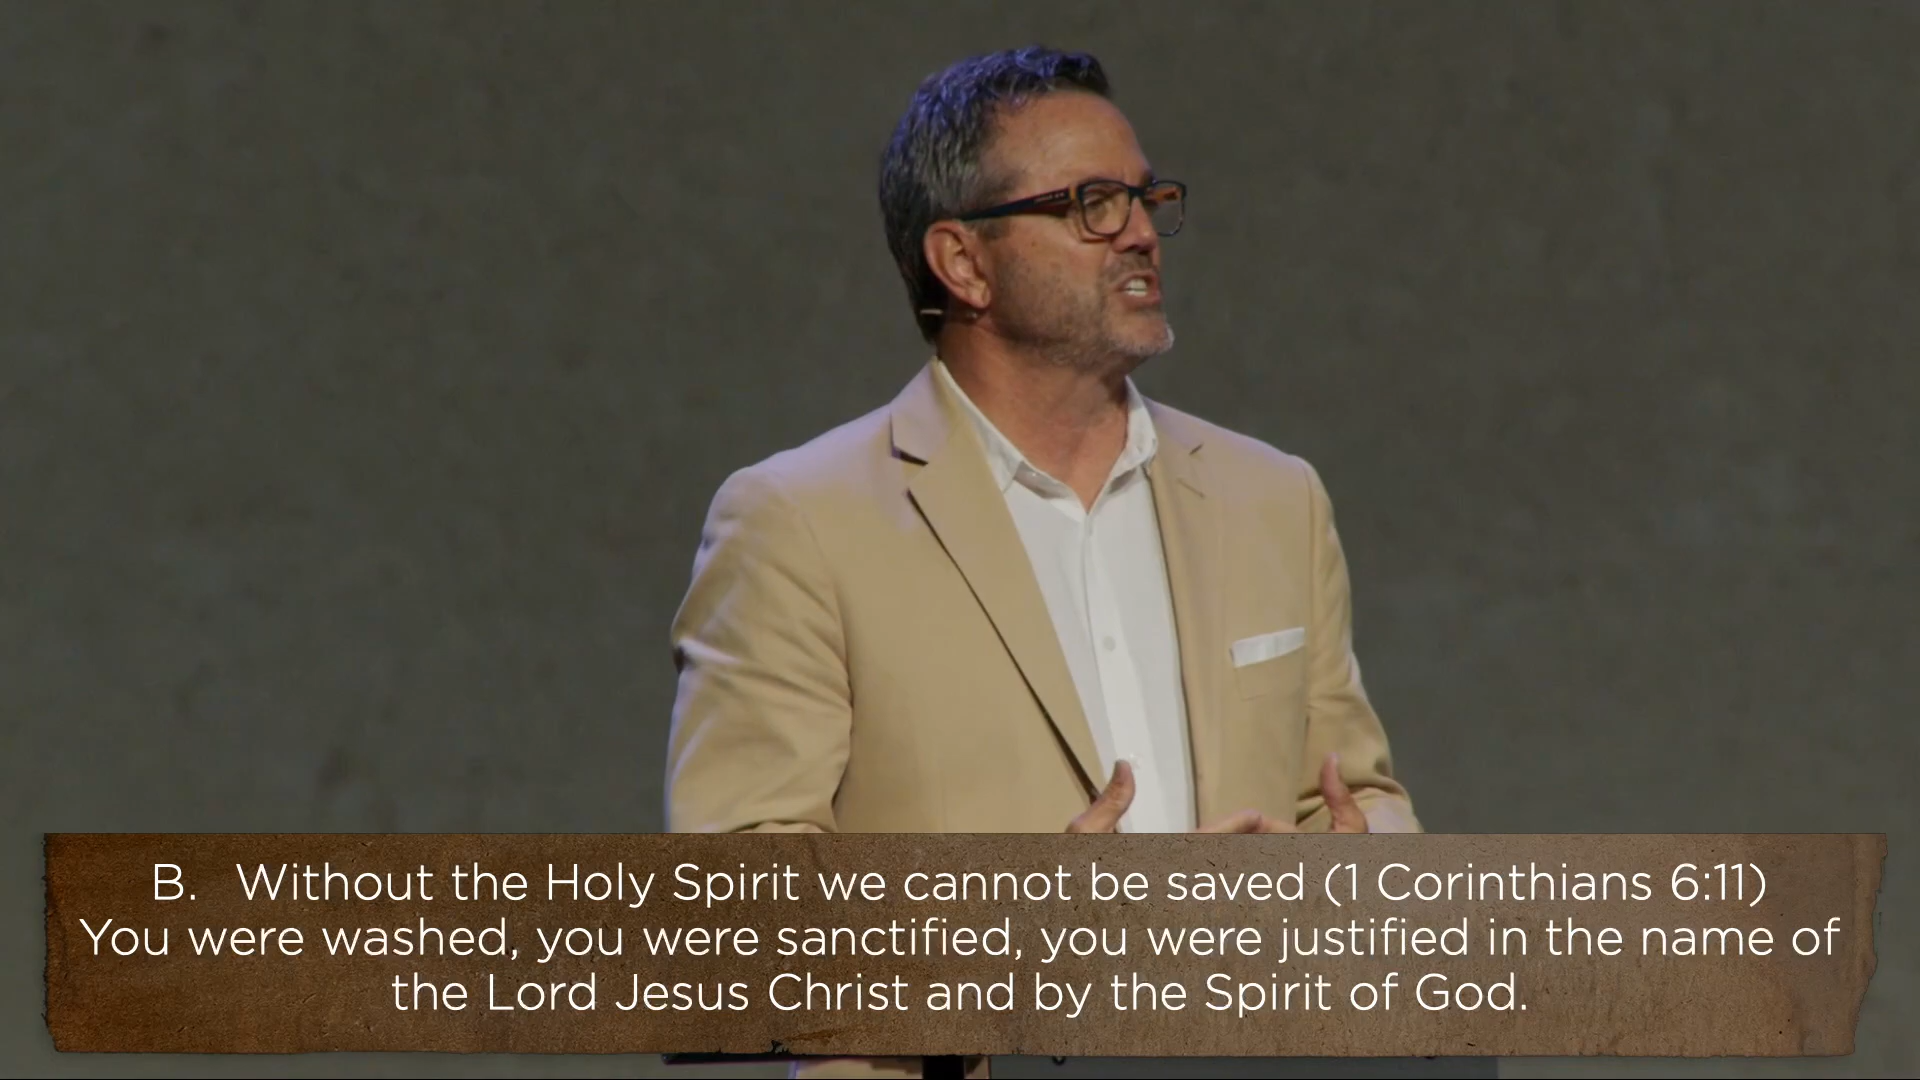 B. Without the Holy Spirit we cannot be saved (1 Corinthians 6:11)
You were washed, you were sanctified, you were justified in the name of
the Lord Jesus Christ and by the Spirit of God.